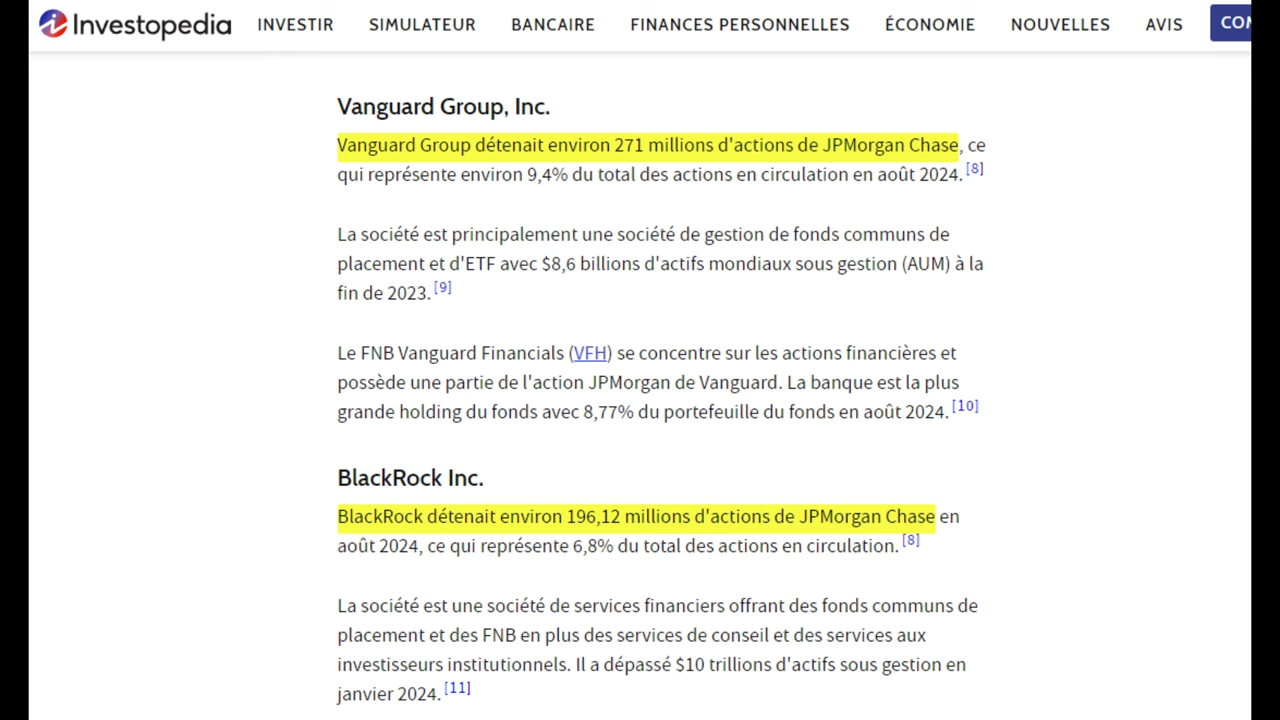 Investopedia INVESTIR SIMULATEUR BANCAIRE FINANCES PERSONNELLES ÉCONOMIE NOUVELLES AVIS
Vanguard Group, Inc.
Vanguard Group détenait environ 271 millions d'actions de JPMorgan Chase, ce
qui représente environ 9,4% du total des actions en circulation en août 2024. [8]
La société est principalement une société de gestion de fonds communs de
placement et d'ETF avec $8,6 billions d'actifs mondiaux sous gestion (AUM) à la
fin de 2023. [9]
Le FNB Vanguard Financials (VFH) se concentre sur les actions financières et
possède une partie de l'action JPMorgan de Vanguard. La banque est la plus
grande holding du fonds avec 8,77% du portefeuille du fonds en août 2024. [10]
BlackRock Inc.
BlackRock détenait environ 196,12 millions d'actions de JPMorgan Chase en
août 2024, ce qui représente 6,8% du total des actions en circulation. [8]
La société est une société de services financiers offrant des fonds communs de
placement et des FNB en plus des services de conseil et des services aux
investisseurs institutionnels. Il a dépassé $10 trillions d'actifs sous gestion en
janvier 2024. [11]